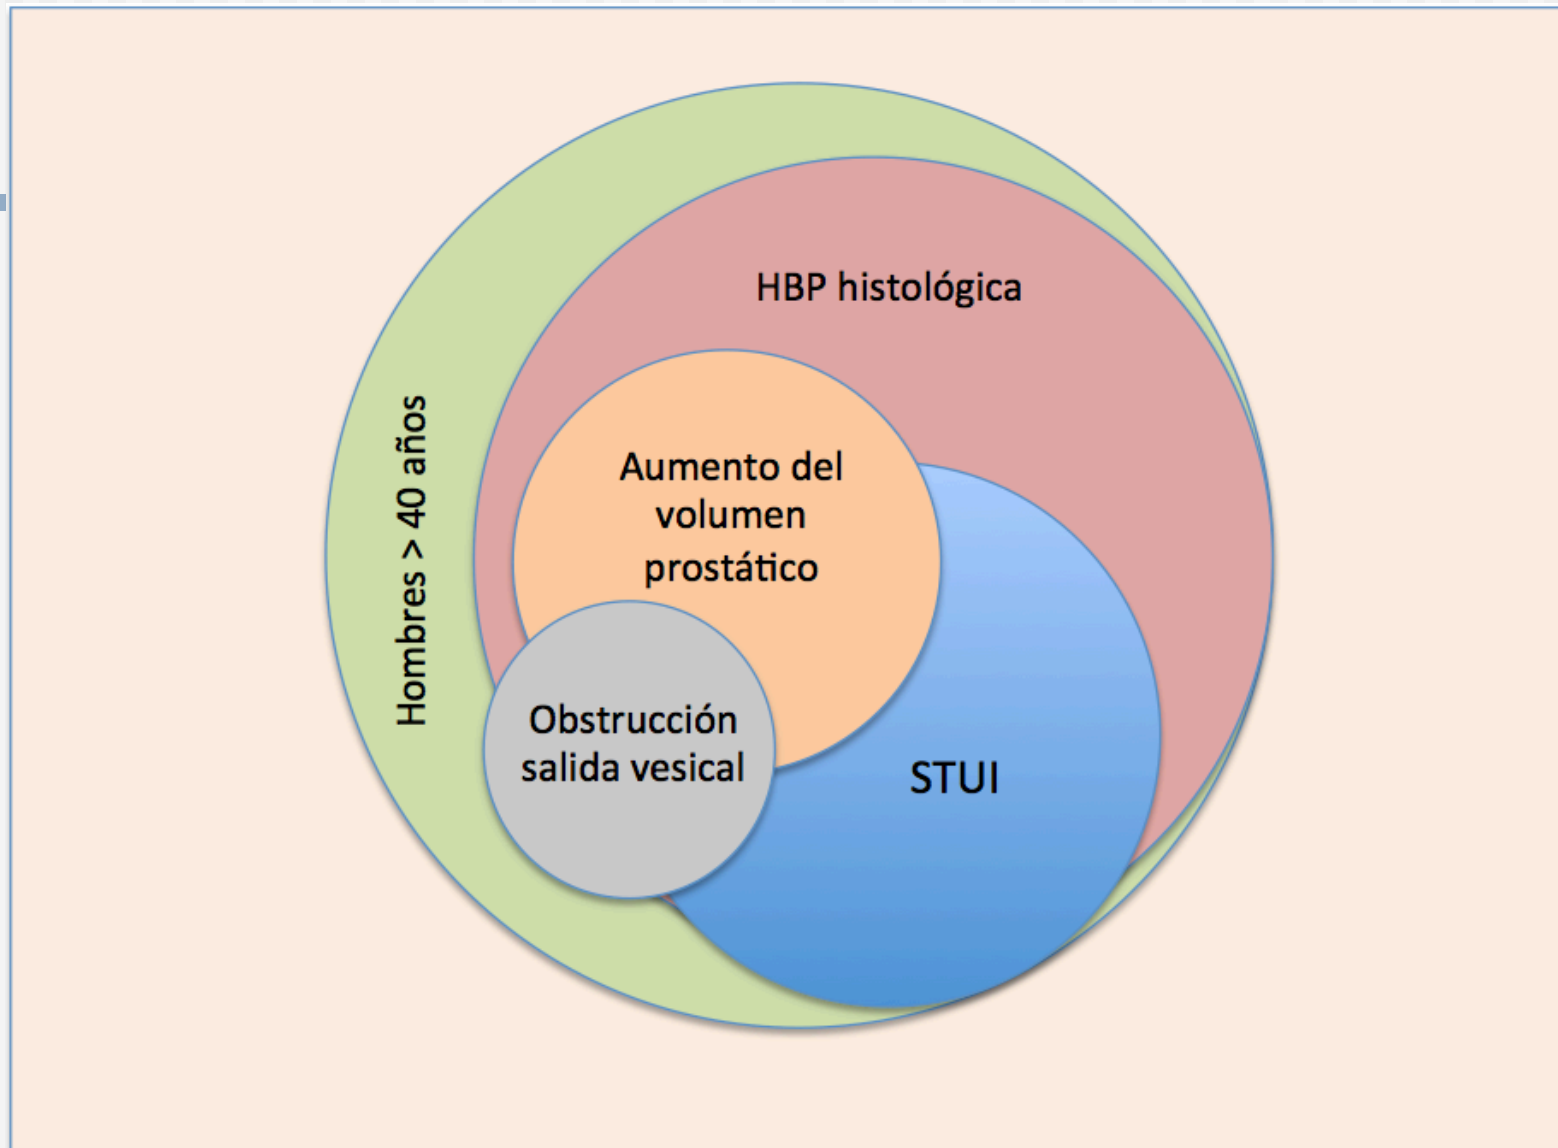 HBP histológica
Hombres > 40 años
Aumento del
volumen
prostático
Obstrucción
salida vesical
STUI